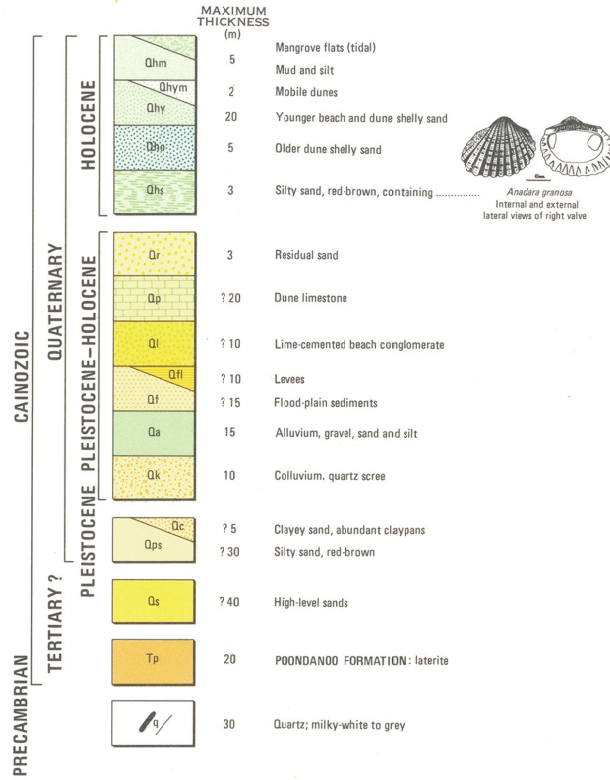 MAXIMUM
THICKNESS
(m)
CAINOZOIC
PRECAMBRIAN
QUATERNARY
TERTIARY ?
HOLOCENE
PLEISTOCENE-HOLOCENE
PLEISTOCENE
Qhm 5 Mangrove flats (tidal)
Mud and silt
Qhym 2 Mobile dunes
Qhy 20 Younger beach and dune shelly sand
Qho 5 Older dune shelly sand
Qhs 3 Silty sand, red-brown, containing ...............
Anadara granosa
Internal and external
lateral views of right valve
Qr 3 Residual sand
Qp ? 20 Dune limestone
Ql ? 10 Lime-cemented beach conglomerate
Qfl ? 10 Levees
Qf ? 15 Flood-plain sediments
Qa 15 Alluvium, gravel, sand and silt
Qk 10 Colluvium. quartz scree
Qc ? 5 Clayey sand, abundant claypans
Qps ? 30 Silty sand, red-brown
Qs ? 40 High-level sands
Tp 20 POONDANOO FORMATION: laterite
q 30 Quartz; milky-white to grey